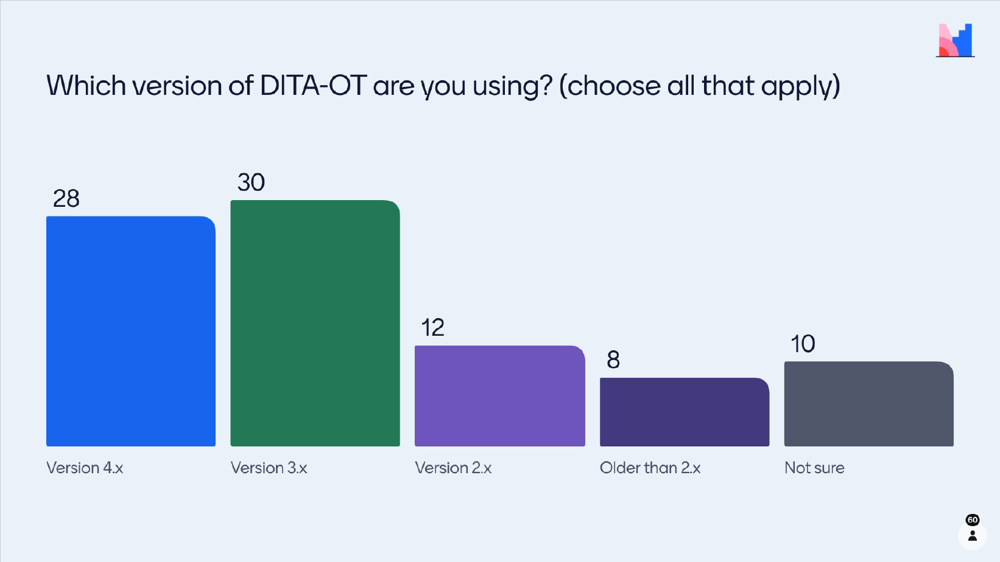 Which version of DITA-OT are you using? (choose all that apply)
28
30
12
8
10
Version 4.x
Version 3.x
Version 2.x
Older than 2.x
Not sure
60